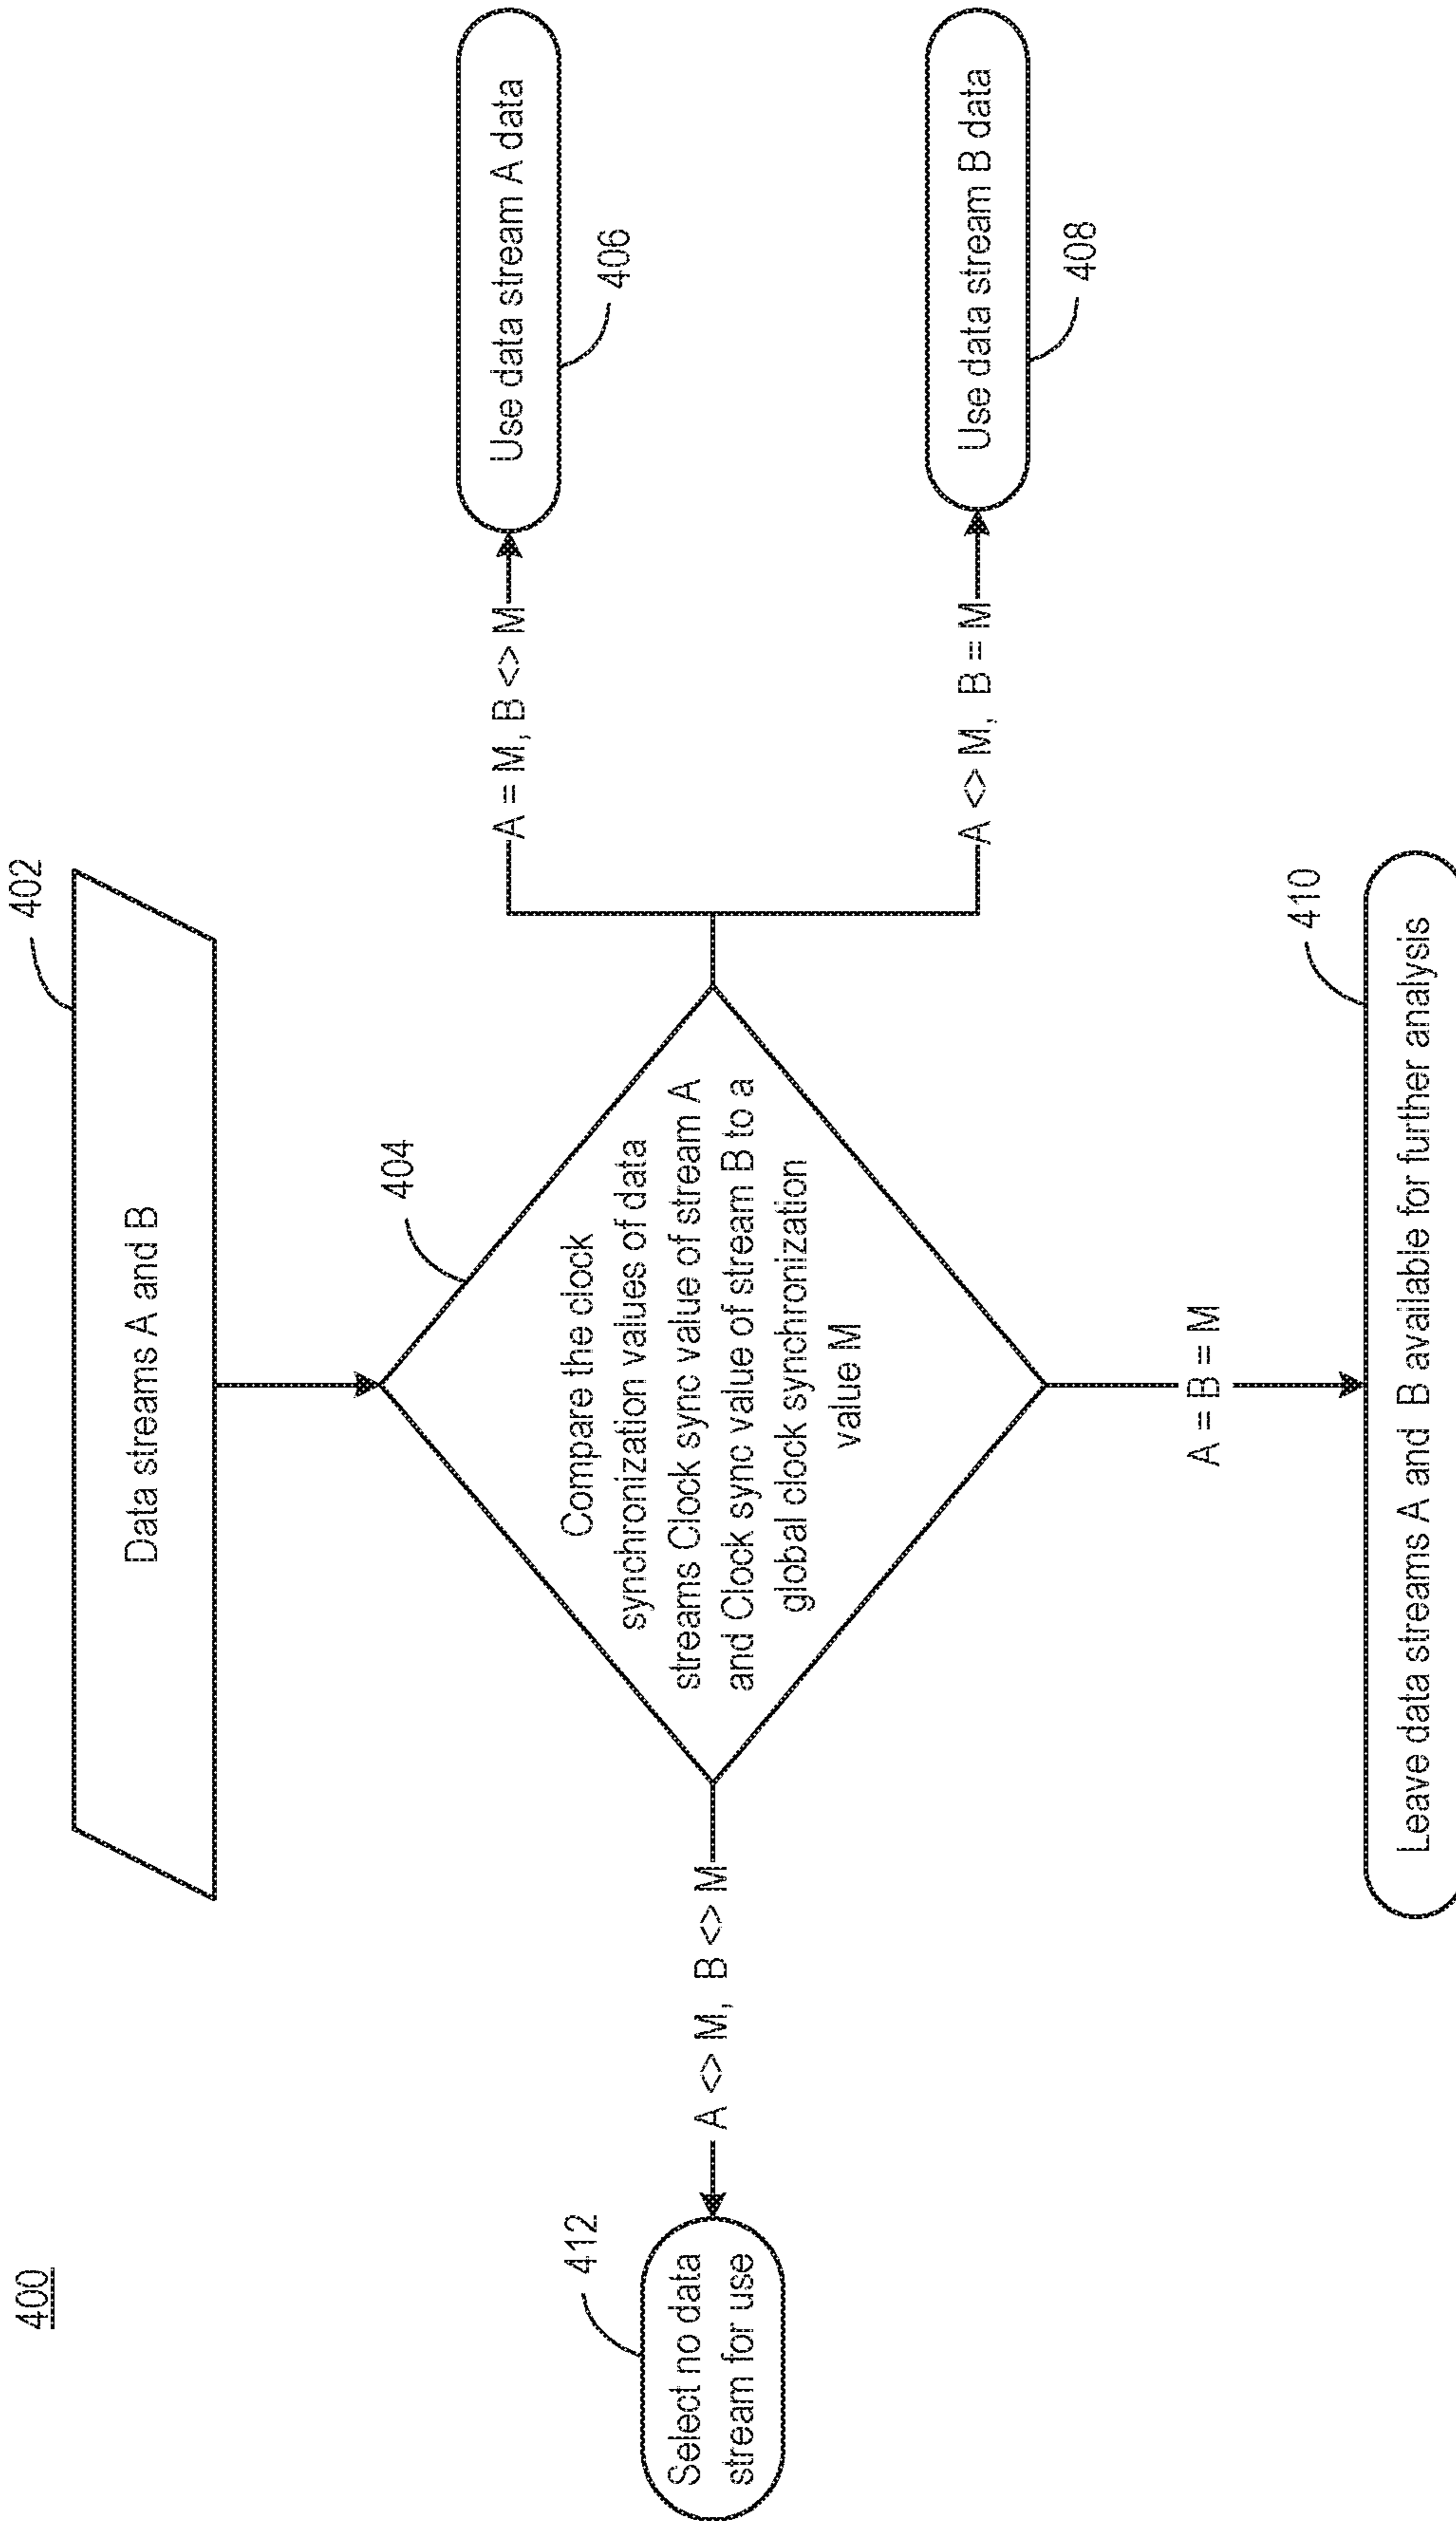 400
402
Data streams A and B
404
Compare the clock
synchronization values of data
streams Clock sync value of stream A
and Clock sync value of stream B to a
global clock synchronization
value M
A = M, B <> M
Use data stream A data
406
A <> M, B = M
Use data stream B data
408
A <> M, B <> M
412
Select no data
stream for use
A = B = M
410
Leave data streams A and B available for further analysis